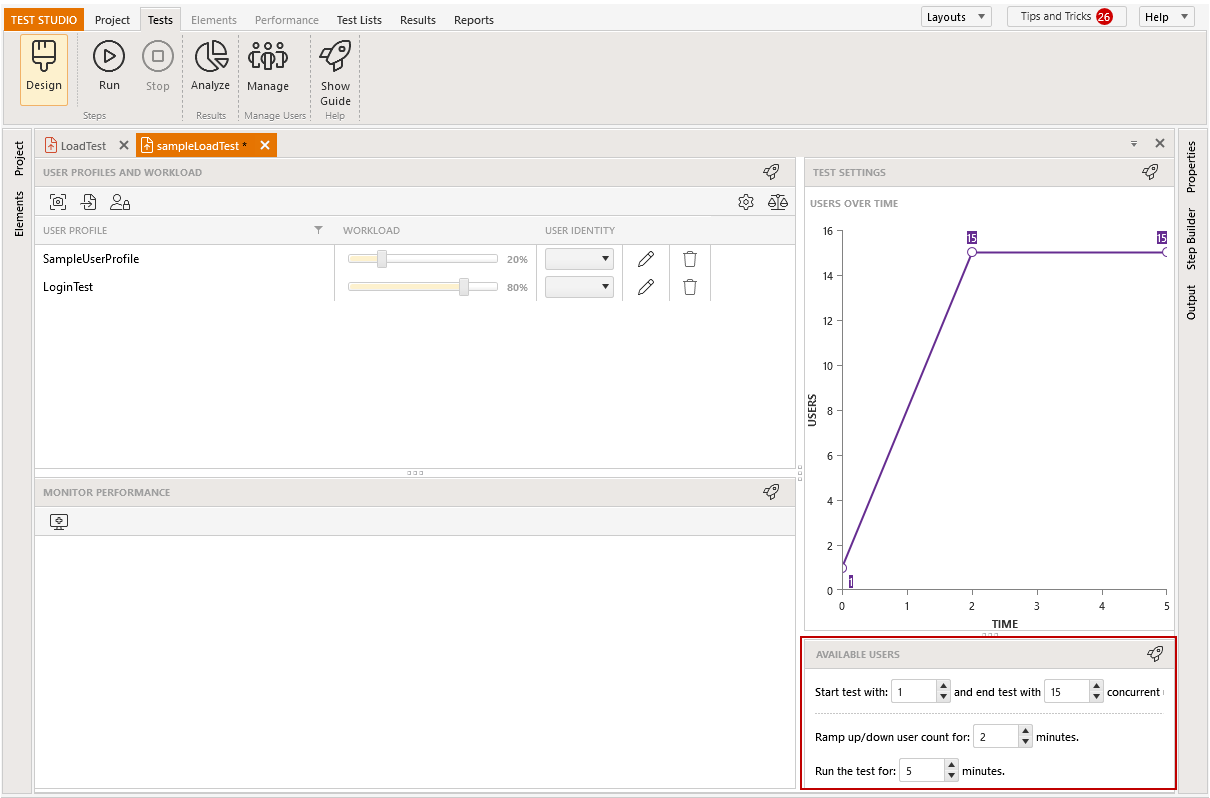 TEST STUDIO Project Tests Elements Performance Test Lists Results Reports Layouts Tips and Tricks 26 Help
Design Run Stop Analyze Manage Show Guide
Steps Results Manage Users Help
Project
Elements
LoadTest sampleLoadTest *
USER PROFILES AND WORKLOAD
USER PROFILE WORKLOAD USER IDENTITY
SampleUserProfile 20%
LoginTest 80%
MONITOR PERFORMANCE
TEST SETTINGS
USERS OVER TIME
16
14
12
10
8
6
4
2
0
USERS
15 15
1
0 1 2 3 4 5
TIME
AVAILABLE USERS
Start test with: 1 and end test with 15 concurrent
Ramp up/down user count for: 2 minutes.
Run the test for: 5 minutes.
Properties
Step Builder
Output